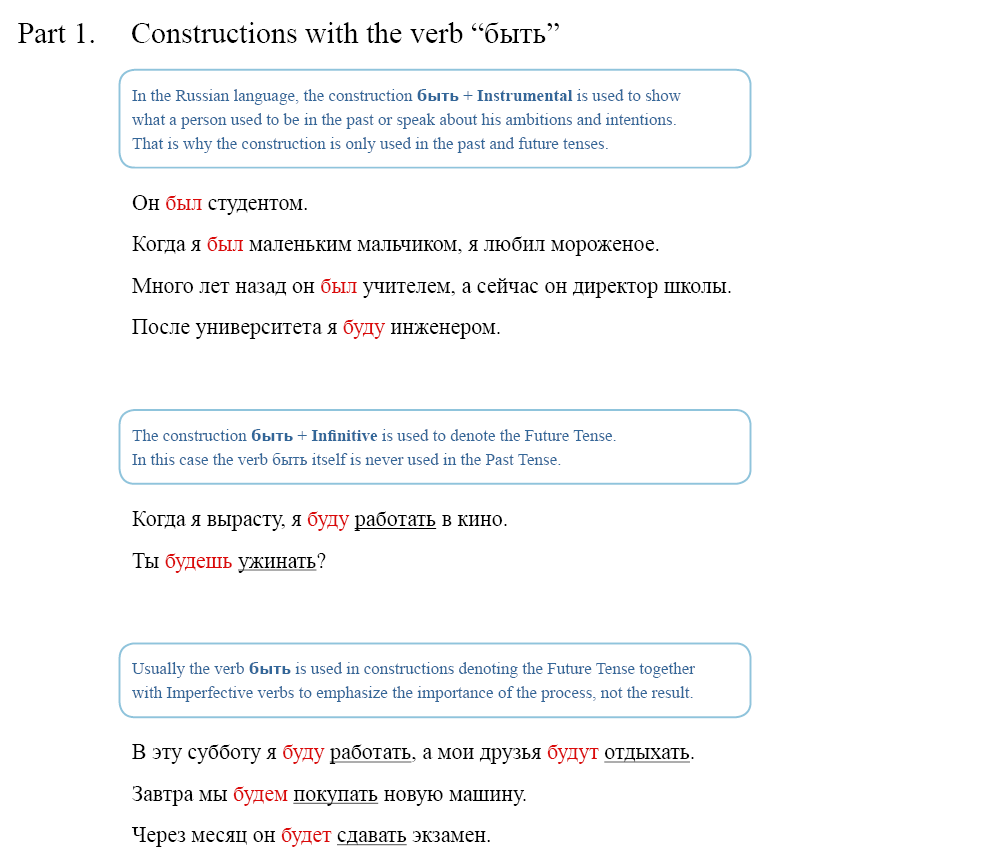 Part 1. Constructions with the verb “быть”
In the Russian language, the construction быть + Instrumental is used to show
what a person used to be in the past or speak about his ambitions and intentions.
That is why the construction is only used in the past and future tenses.
Он был студентом.
Когда я был маленьким мальчиком, я любил мороженое.
Много лет назад он был учителем, а сейчас он директор школы.
После университета я буду инженером.
The construction быть + Infinitive is used to denote the Future Tense.
In this case the verb быть itself is never used in the Past Tense.
Когда я вырасту, я буду работать в кино.
Ты будешь ужинать?
Usually the verb быть is used in constructions denoting the Future Tense together
with Imperfective verbs to emphasize the importance of the process, not the result.
В эту субботу я буду работать, а мои друзья будут отдыхать.
Завтра мы будем покупать новую машину.
Через месяц он будет сдавать экзамен.